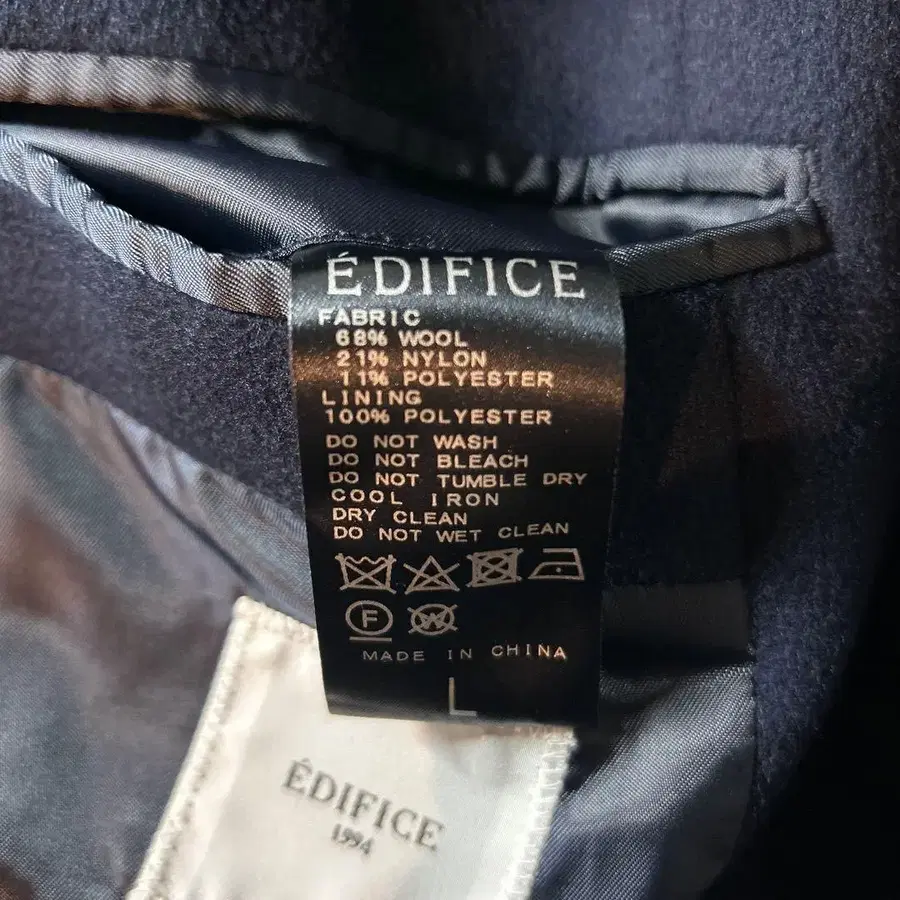 ÉDIFICE
FABRIC
68% WOOL
21% NYLON
11% POLYESTER
LINING
100% POLYESTER
DO NOT WASH
DO NOT BLEACH
DO NOT TUMBLE DRY
COOL IRON
DRY CLEAN
DO NOT WET CLEAN
F W
MADE IN CHINA
L
ÉDIFICE
1994